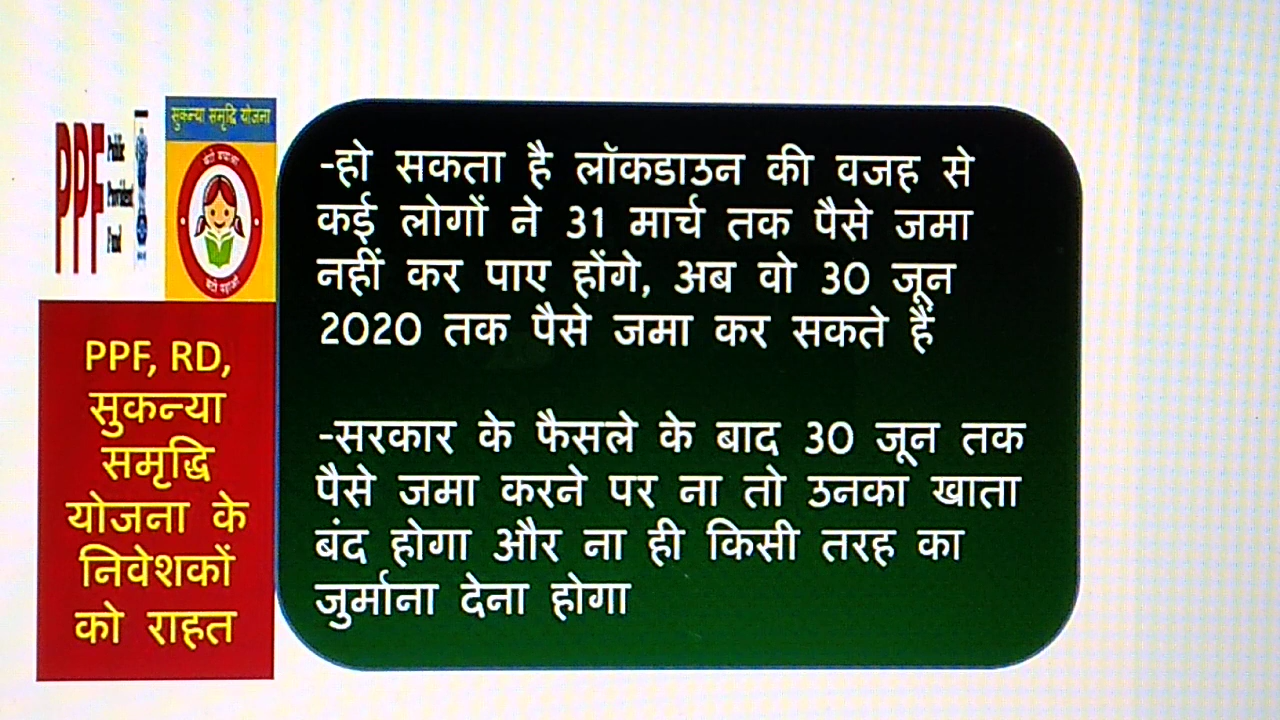 PPF
Public
Provident
Fund
सुकन्या समृद्धि योजना
बेटी बचाओ
बेटी पढ़ाओ
PPF, RD,
सुकन्या
समृद्धि
योजना के
निवेशकों
को राहत
-हो सकता है लॉकडाउन की वजह से
कई लोगों ने 31 मार्च तक पैसे जमा
नहीं कर पाए होंगे, अब वो 30 जून
2020 तक पैसे जमा कर सकते हैं
-सरकार के फैसले के बाद 30 जून तक
पैसे जमा करने पर ना तो उनका खाता
बंद होगा और ना ही किसी तरह का
जुर्माना देना होगा